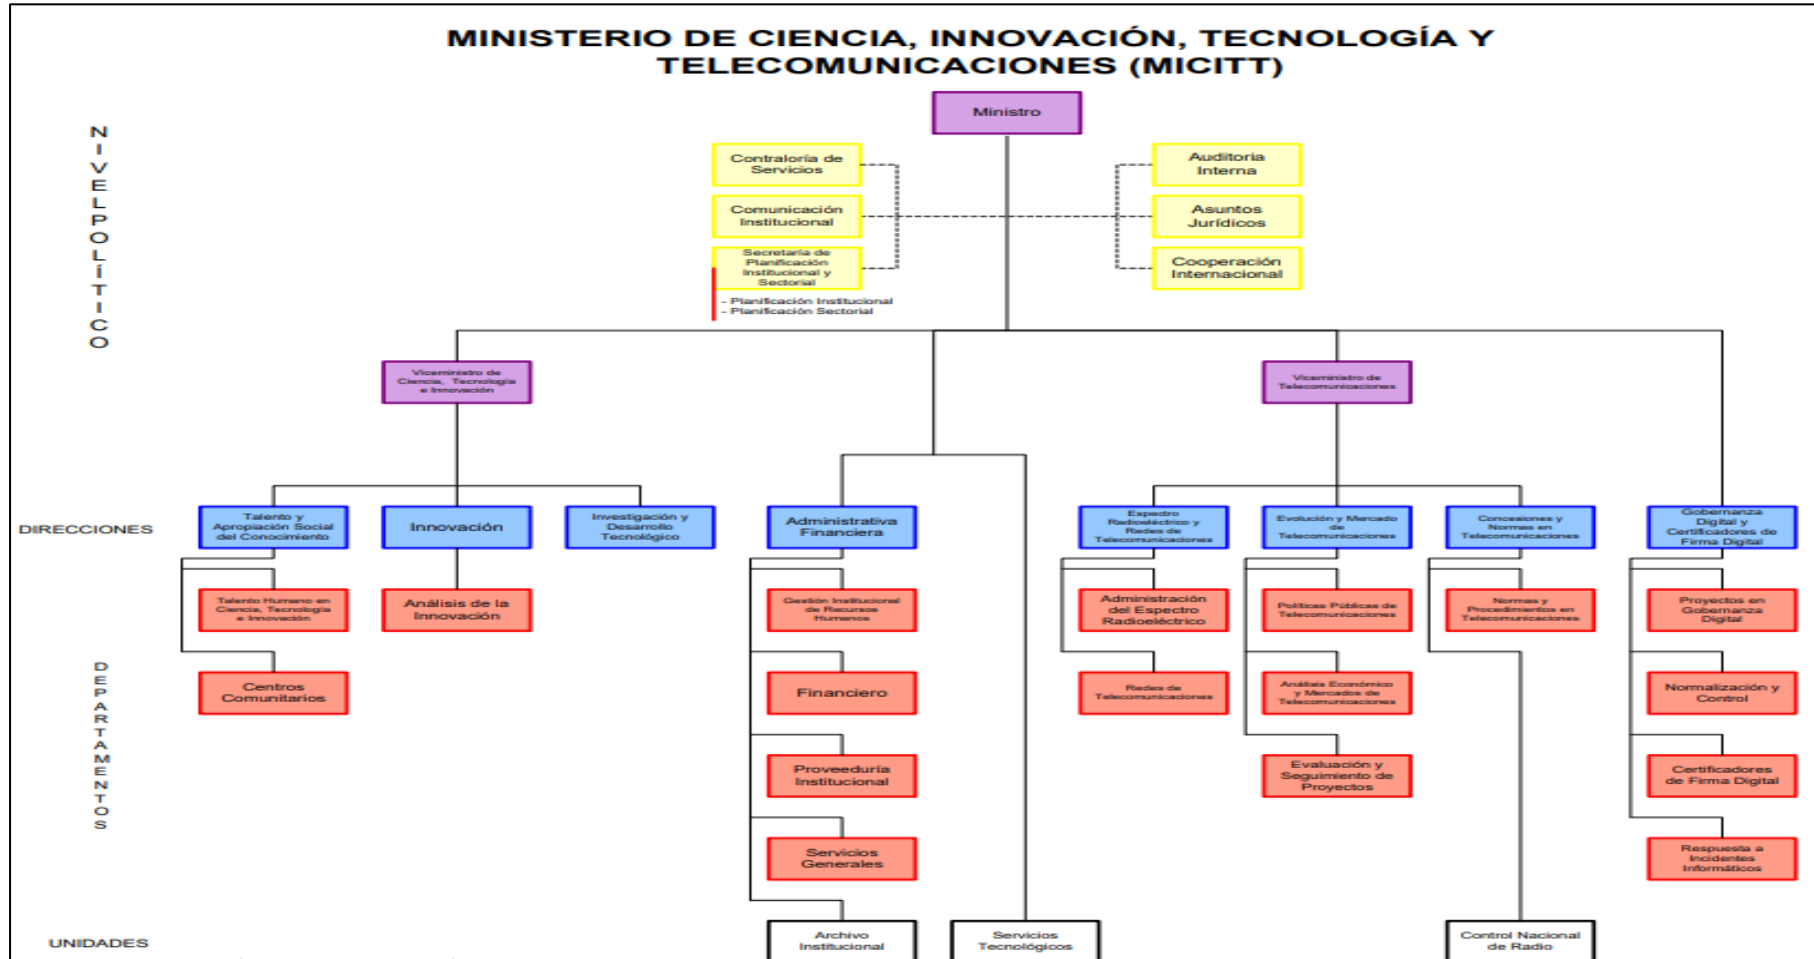 MINISTERIO DE CIENCIA, INNOVACIÓN, TECNOLOGÍA Y
TELECOMUNICACIONES (MICITT)
NIVEL POLÍTICO
Ministro
Contraloría de
Servicios
Auditoría
Interna
Comunicación
Institucional
Asuntos
Jurídicos
Secretaría de
Planificación
Institucional y
Sectorial
Cooperación
Internacional
- Planificación Institucional
- Planificación Sectorial
Viceministro de
Ciencia, Tecnología
e Innovación
Viceministro de
Telecomunicaciones
DIRECCIONES
Talento y
Apropiación Social
del Conocimiento
Innovación
Investigación y
Desarrollo
Tecnológico
Administrativa
Financiera
Espectro
Radioeléctrico y
Redes de
Telecomunicaciones
Evolución y Mercado
de
Telecomunicaciones
Concesiones y
Normas en
Telecomunicaciones
Gobernanza
Digital y
Certificadores de
Firma Digital
DEPARTAMENTOS
Talento Humano en
Ciencia, Tecnología
e Innovación
Análisis de la
Innovación
Gestión Institucional
de Recursos
Humanos
Administración
del Espectro
Radioeléctrico
Políticas Públicas de
Telecomunicaciones
Normas y
Procedimientos en
Telecomunicaciones
Proyectos en
Gobernanza
Digital
Centros
Comunitarios
Financiero
Redes de
Telecomunicaciones
Análisis Económico
y Mercados de
Telecomunicaciones
Normalización y
Control
Proveeduría
Institucional
Evaluación y
Seguimiento de
Proyectos
Certificadores
de Firma Digital
Servicios
Generales
Respuesta a
Incidentes
Informáticos
UNIDADES
Archivo
Institucional
Servicios
Tecnológicos
Control Nacional
de Radio